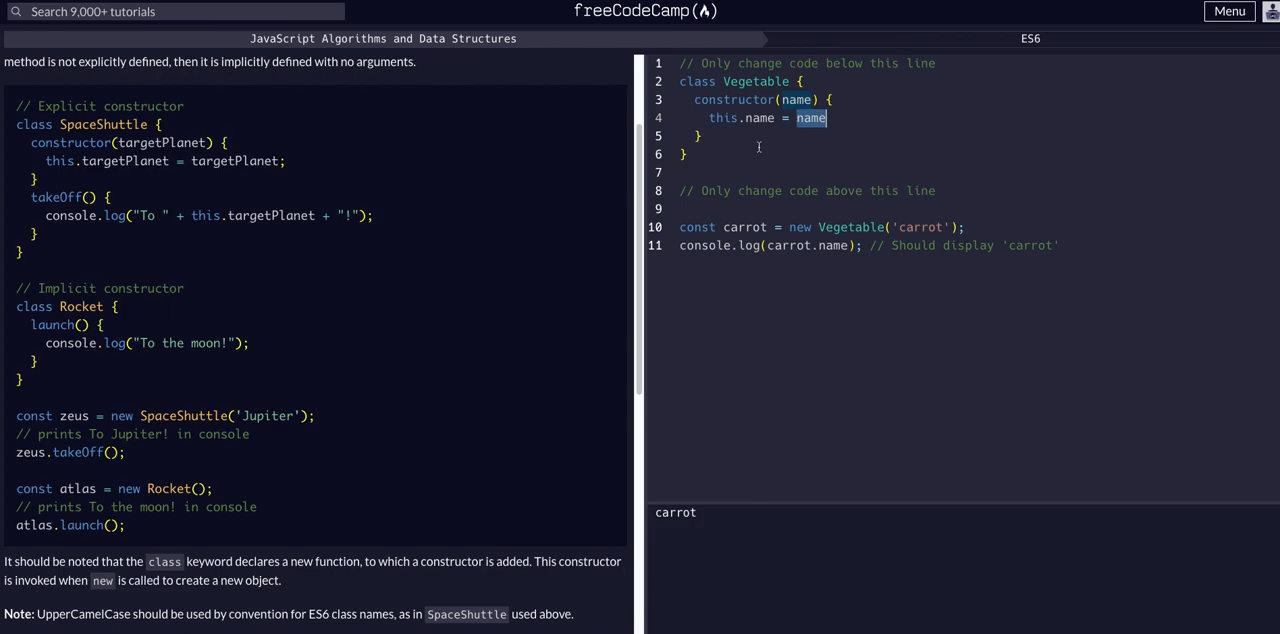 Search 9,000+ tutorials
freeCodeCamp
Menu
JavaScript Algorithms and Data Structures
ES6
method is not explicitly defined, then it is implicitly defined with no arguments.
// Explicit constructor
class SpaceShuttle {
constructor(targetPlanet) {
this.targetPlanet = targetPlanet;
}
takeOff() {
console.log("To " + this.targetPlanet + "!");
}
}
// Implicit constructor
class Rocket {
launch() {
console.log("To the moon!");
}
}
const zeus = new SpaceShuttle('Jupiter');
// prints To Jupiter! in console
zeus.takeOff();
const atlas = new Rocket();
// prints To the moon! in console
atlas.launch();
It should be noted that the class keyword declares a new function, to which a constructor is added. This constructor
is invoked when new is called to create a new object.
Note: UpperCamelCase should be used by convention for ES6 class names, as in SpaceShuttle used above.
1 // Only change code below this line
2 class Vegetable {
3 constructor(name) {
4 this.name = name
5 }
6 }
7
8 // Only change code above this line
9
10 const carrot = new Vegetable('carrot');
11 console.log(carrot.name); // Should display 'carrot'
carrot